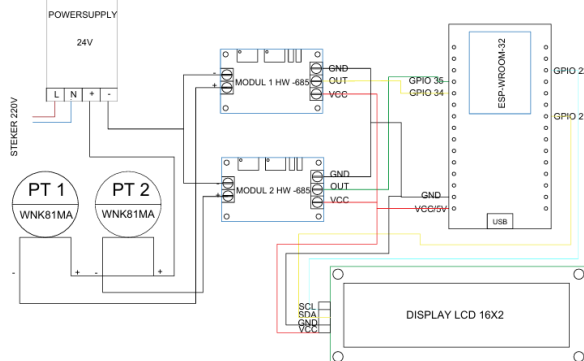 POWERSUPPLY
24V
L N + -
STEKER 220V
MODUL 1 HW -685
-
+
GND
OUT
VCC
MODUL 2 HW -685
-
+
GND
OUT
VCC
ESP-WROOM-32
GPIO 35
GPIO 34
GPIO 2
GPIO 2
GND
VCC/5V
USB
PT 1
WNK81MA
- +
PT 2
WNK81MA
- +
SCL
SDA
GND
VCC
DISPLAY LCD 16X2